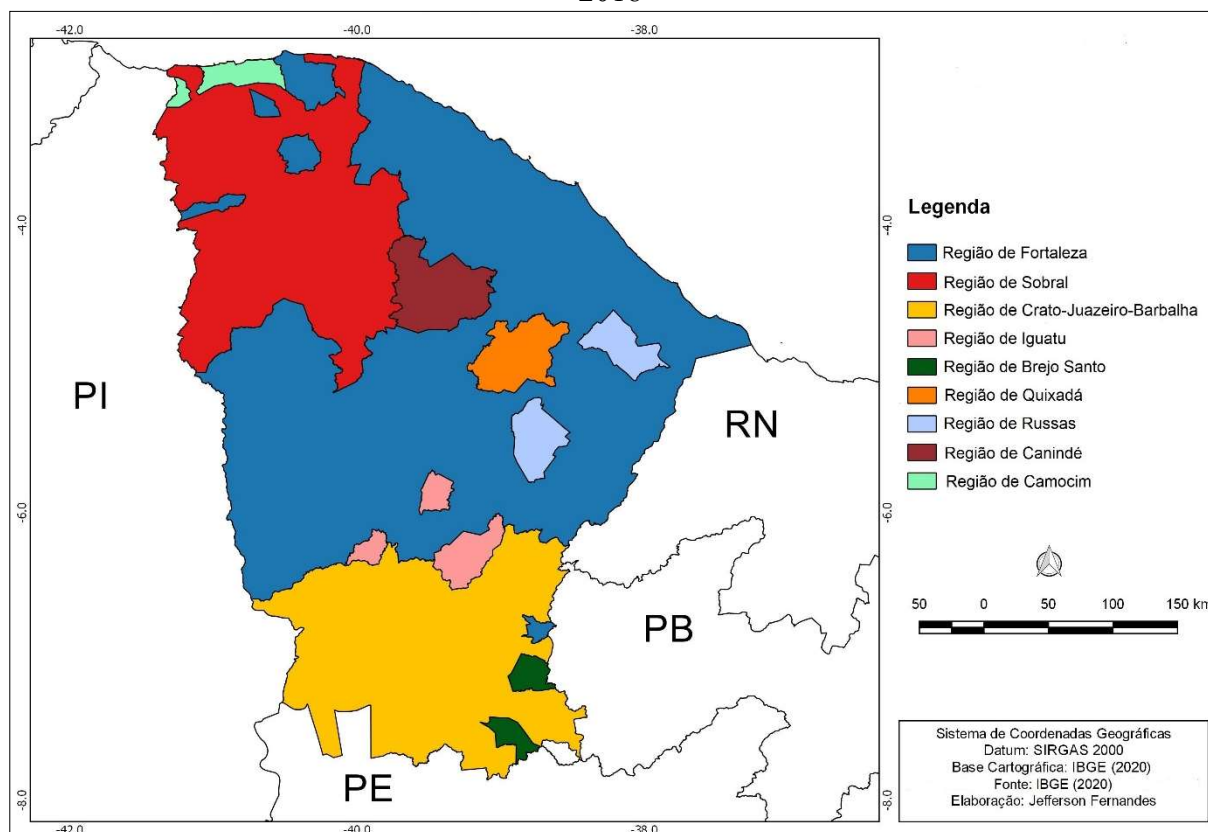 2018
-42.0
-40.0
-38.0
-4.0
-4.0
Legenda
Região de Fortaleza
Região de Sobral
Região de Crato-Juazeiro-Barbalha
Região de Iguatu
Região de Brejo Santo
Região de Quixadá
Região de Russas
Região de Canindé
Região de Camocim
PI
RN
-6.0
-6.0
50 0 50 100 150 km
PB
PE
Sistema de Coordenadas Geográficas
Datum: SIRGAS 2000
Base Cartográfica: IBGE (2020)
Fonte: IBGE (2020)
Elaboração: Jefferson Fernandes
-8.0
-8.0
-42.0
-40.0
-38.0